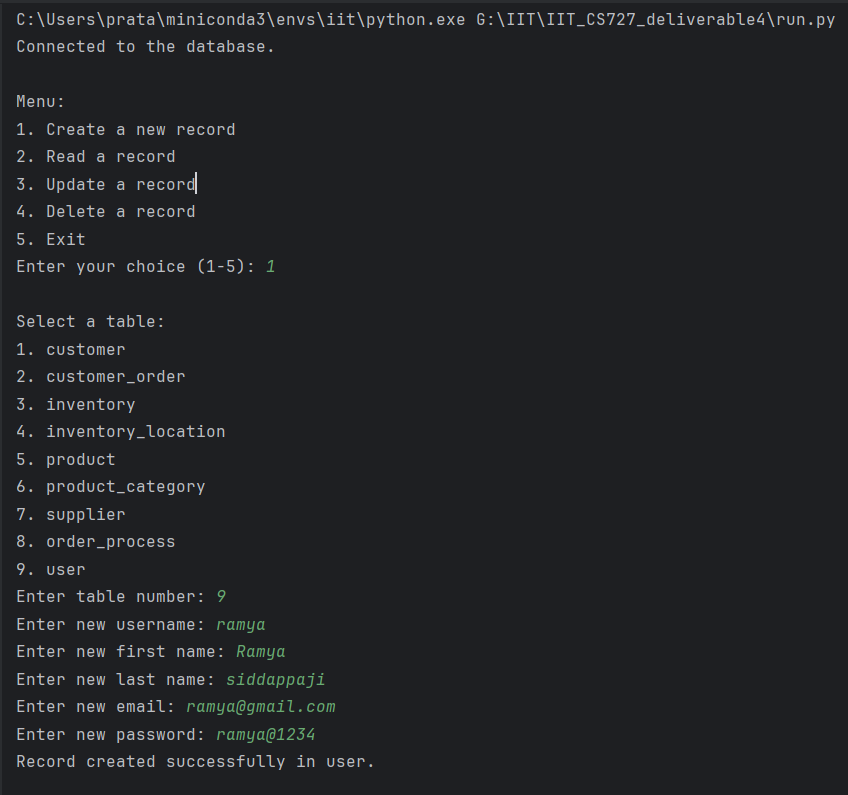 C:\Users\prata\miniconda3\envs\iit\python.exe G:\IIT\IIT_CS727_deliverable4\run.py
Connected to the database.
Menu:
1. Create a new record
2. Read a record
3. Update a record
4. Delete a record
5. Exit
Enter your choice (1-5): 1
Select a table:
1. customer
2. customer_order
3. inventory
4. inventory_location
5. product
6. product_category
7. supplier
8. order_process
9. user
Enter table number: 9
Enter new username: ramya
Enter new first name: Ramya
Enter new last name: siddappaji
Enter new email: ramya@gmail.com
Enter new password: ramya@1234
Record created successfully in user.